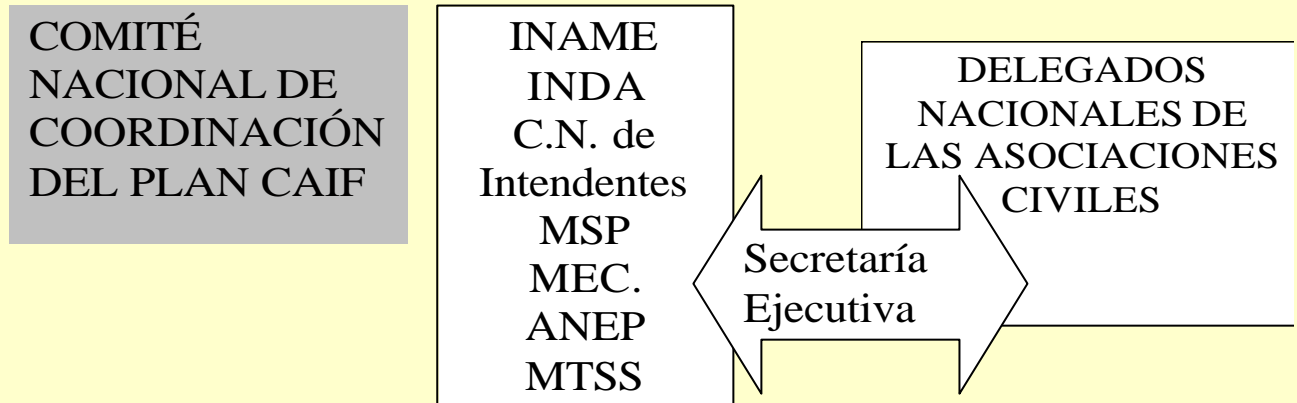 COMITÉ
NACIONAL DE
COORDINACIÓN
DEL PLAN CAIF
INAME
INDA
C.N. de
Intendentes
MSP
MEC.
ANEP
MTSS
Secretaría
Ejecutiva
DELEGADOS
NACIONALES DE
LAS ASOCIACIONES
CIVILES